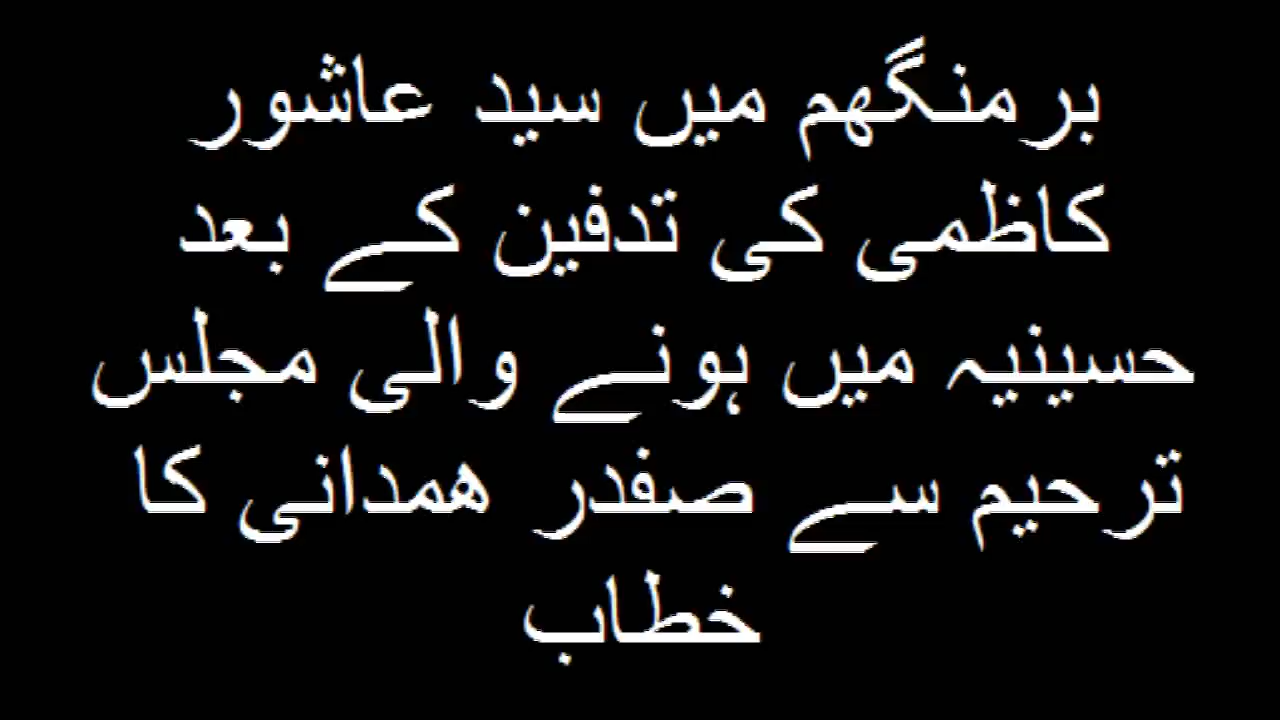 برمنگھم میں سید عاشور
کاظمی کی تدفین کے بعد
حسینیہ میں ہونے والی مجلس
ترحیم سے صفدر ھمدانی کا
خطاب